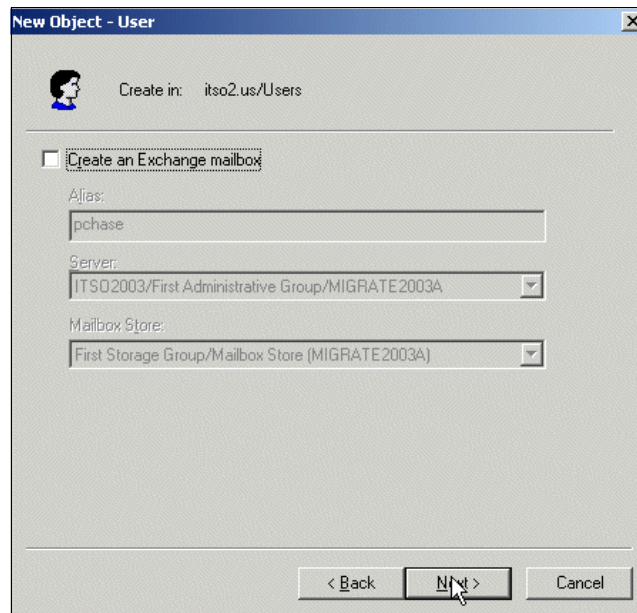 New Object - User
Create in: itso2.us/Users
Create an Exchange mailbox
Alias:
pchase
Server:
ITSO2003/First Administrative Group/MIGRATE2003A
Mailbox Store:
First Storage Group/Mailbox Store (MIGRATE2003A)
< Back Next > Cancel